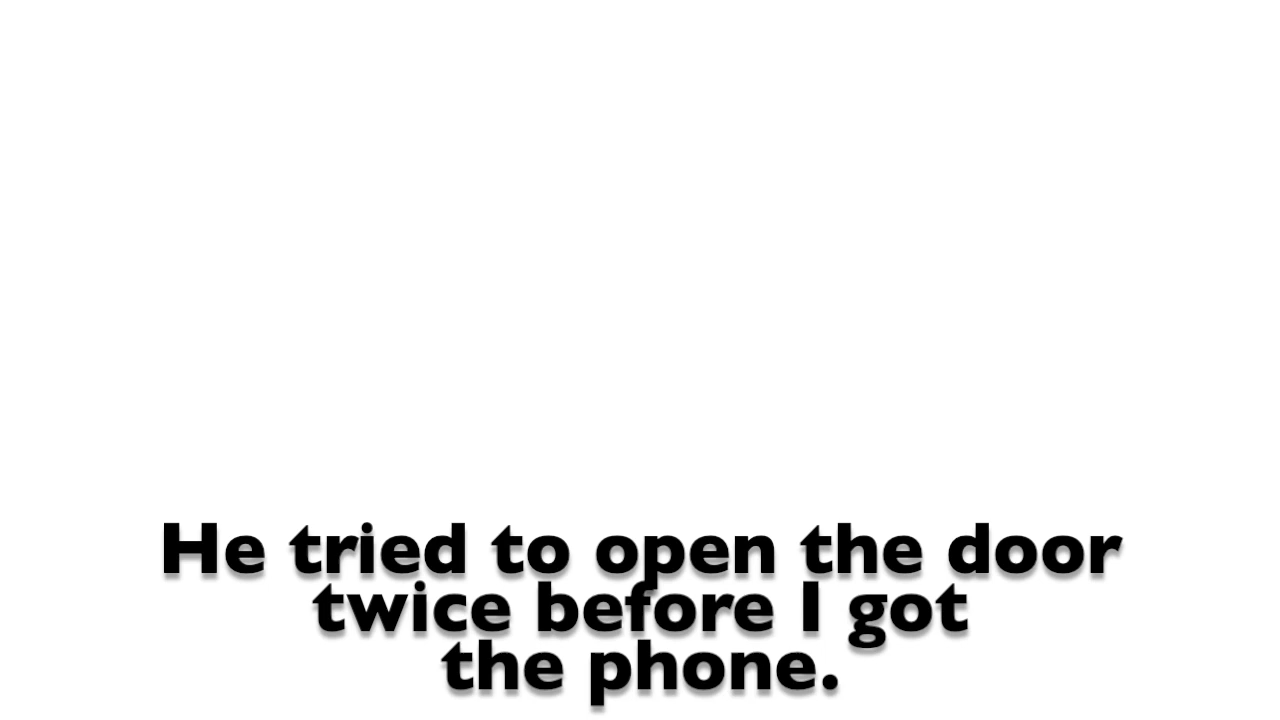 He tried to open the door
twice before I got
the phone.